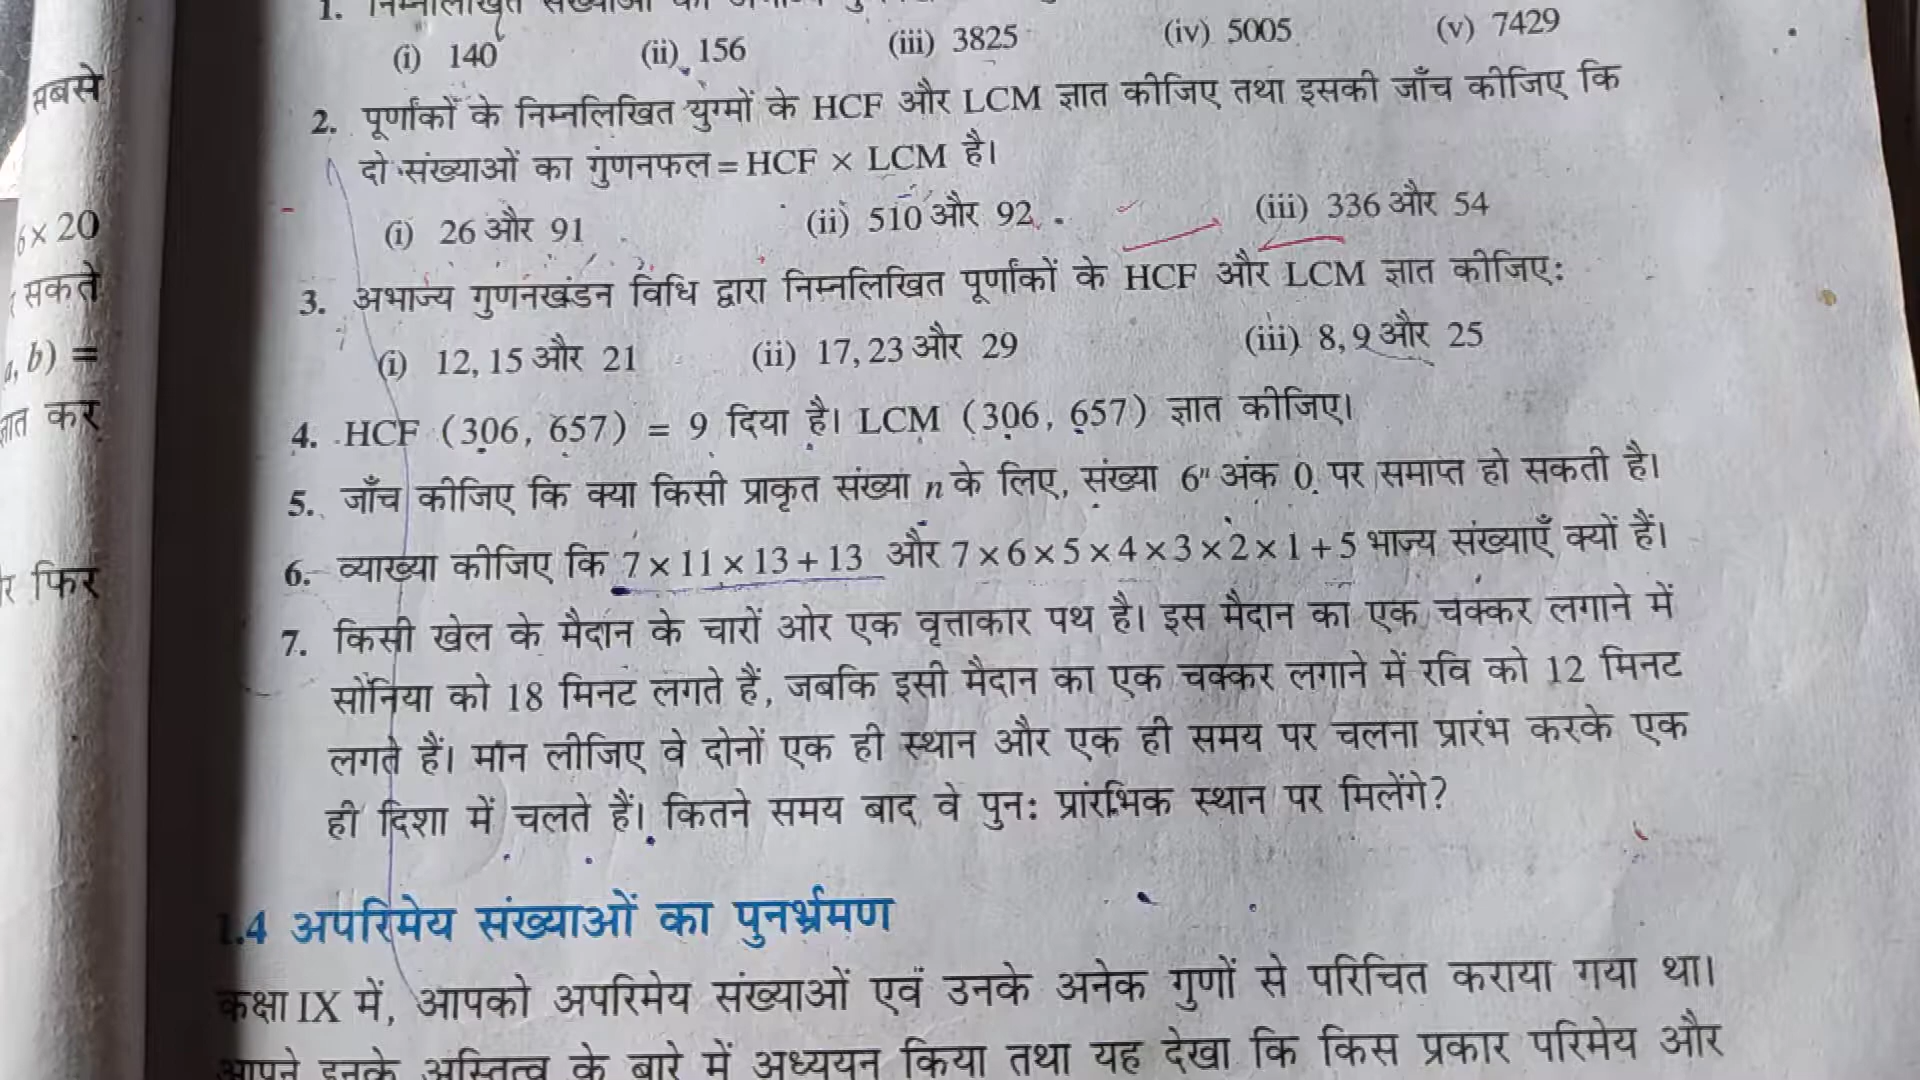 1. निम्नलिखित संख्याओं
(i) 140 (ii) 156 (iii) 3825 (iv) 5005 (v) 7429
2. पूर्णांकों के निम्नलिखित युग्मों के HCF और LCM ज्ञात कीजिए तथा इसकी जाँच कीजिए कि
दो संख्याओं का गुणनफल = HCF × LCM है।
(i) 26 और 91 (ii) 510 और 92 (iii) 336 और 54
3. अभाज्य गुणनखंडन विधि द्वारा निम्नलिखित पूर्णांकों के HCF और LCM ज्ञात कीजिए:
(i) 12, 15 और 21 (ii) 17, 23 और 29 (iii) 8, 9 और 25
4. HCF (306, 657) = 9 दिया है। LCM (306, 657) ज्ञात कीजिए।
5. जाँच कीजिए कि क्या किसी प्राकृत संख्या n के लिए, संख्या 6ⁿ अंक 0 पर समाप्त हो सकती है।
6. व्याख्या कीजिए कि 7 × 11 × 13 + 13 और 7 × 6 × 5 × 4 × 3 × 2 × 1 + 5 भाज्य संख्याएँ क्यों हैं।
7. किसी खेल के मैदान के चारों ओर एक वृत्ताकार पथ है। इस मैदान का एक चक्कर लगाने में
सोनिया को 18 मिनट लगते हैं, जबकि इसी मैदान का एक चक्कर लगाने में रवि को 12 मिनट
लगते हैं। मान लीजिए वे दोनों एक ही स्थान और एक ही समय पर चलना प्रारंभ करके एक
ही दिशा में चलते हैं। कितने समय बाद वे पुन: प्रारंभिक स्थान पर मिलेंगे?
1.4 अपरिमेय संख्याओं का पुनर्भ्रमण
कक्षा IX में, आपको अपरिमेय संख्याओं एवं उनके अनेक गुणों से परिचित कराया गया था।
आपने इनके अस्तित्व के बारे में अध्ययन किया तथा यह देखा कि किस प्रकार परिमेय और
सबसे
6 × 20
सकते
a, b) =
ज्ञात कर
फिर